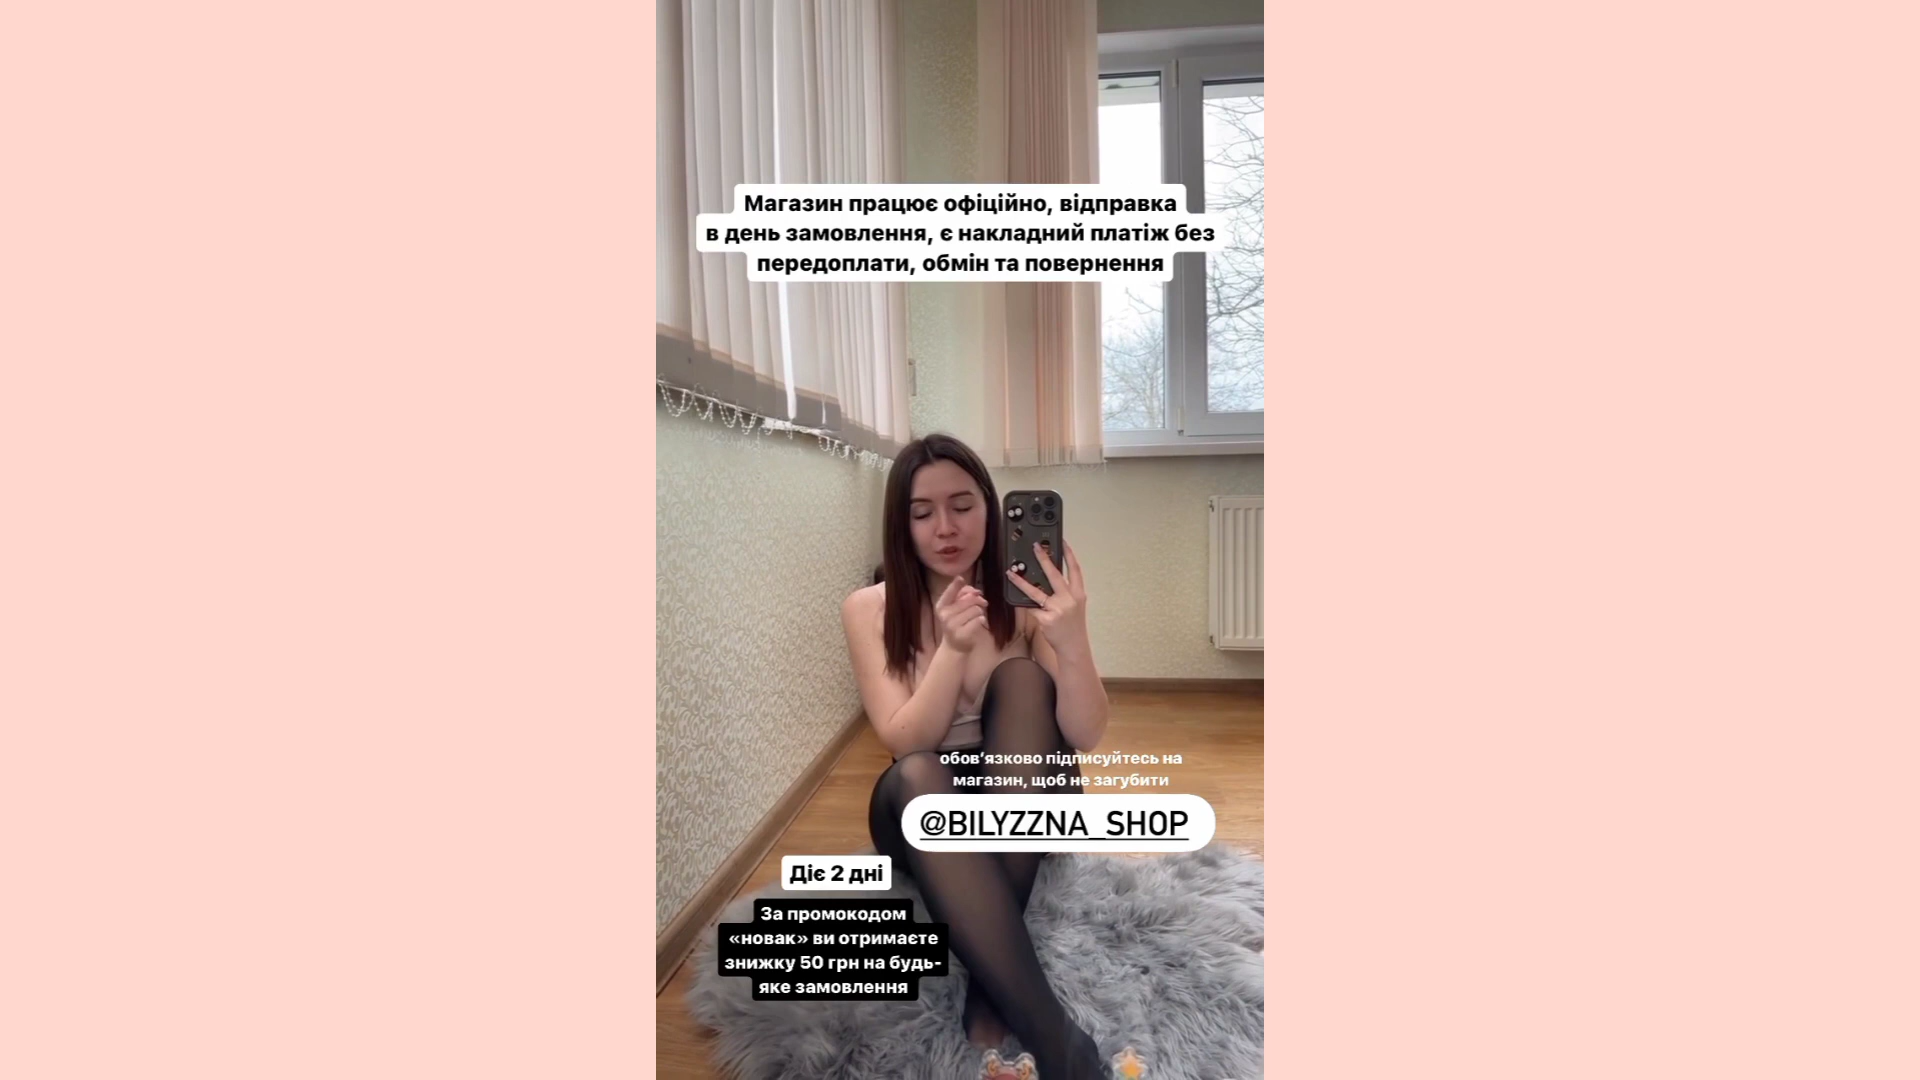 Магазин працює офіційно, відправка
в день замовлення, є накладний платіж без
передоплати, обмін та повернення
обов‘язково підписуйтесь на
магазин, щоб не загубити
@BILYZZNA_SHOP
Діє 2 дні
За промокодом
«новак» ви отримаєте
знижку 50 грн на будь-
яке замовлення